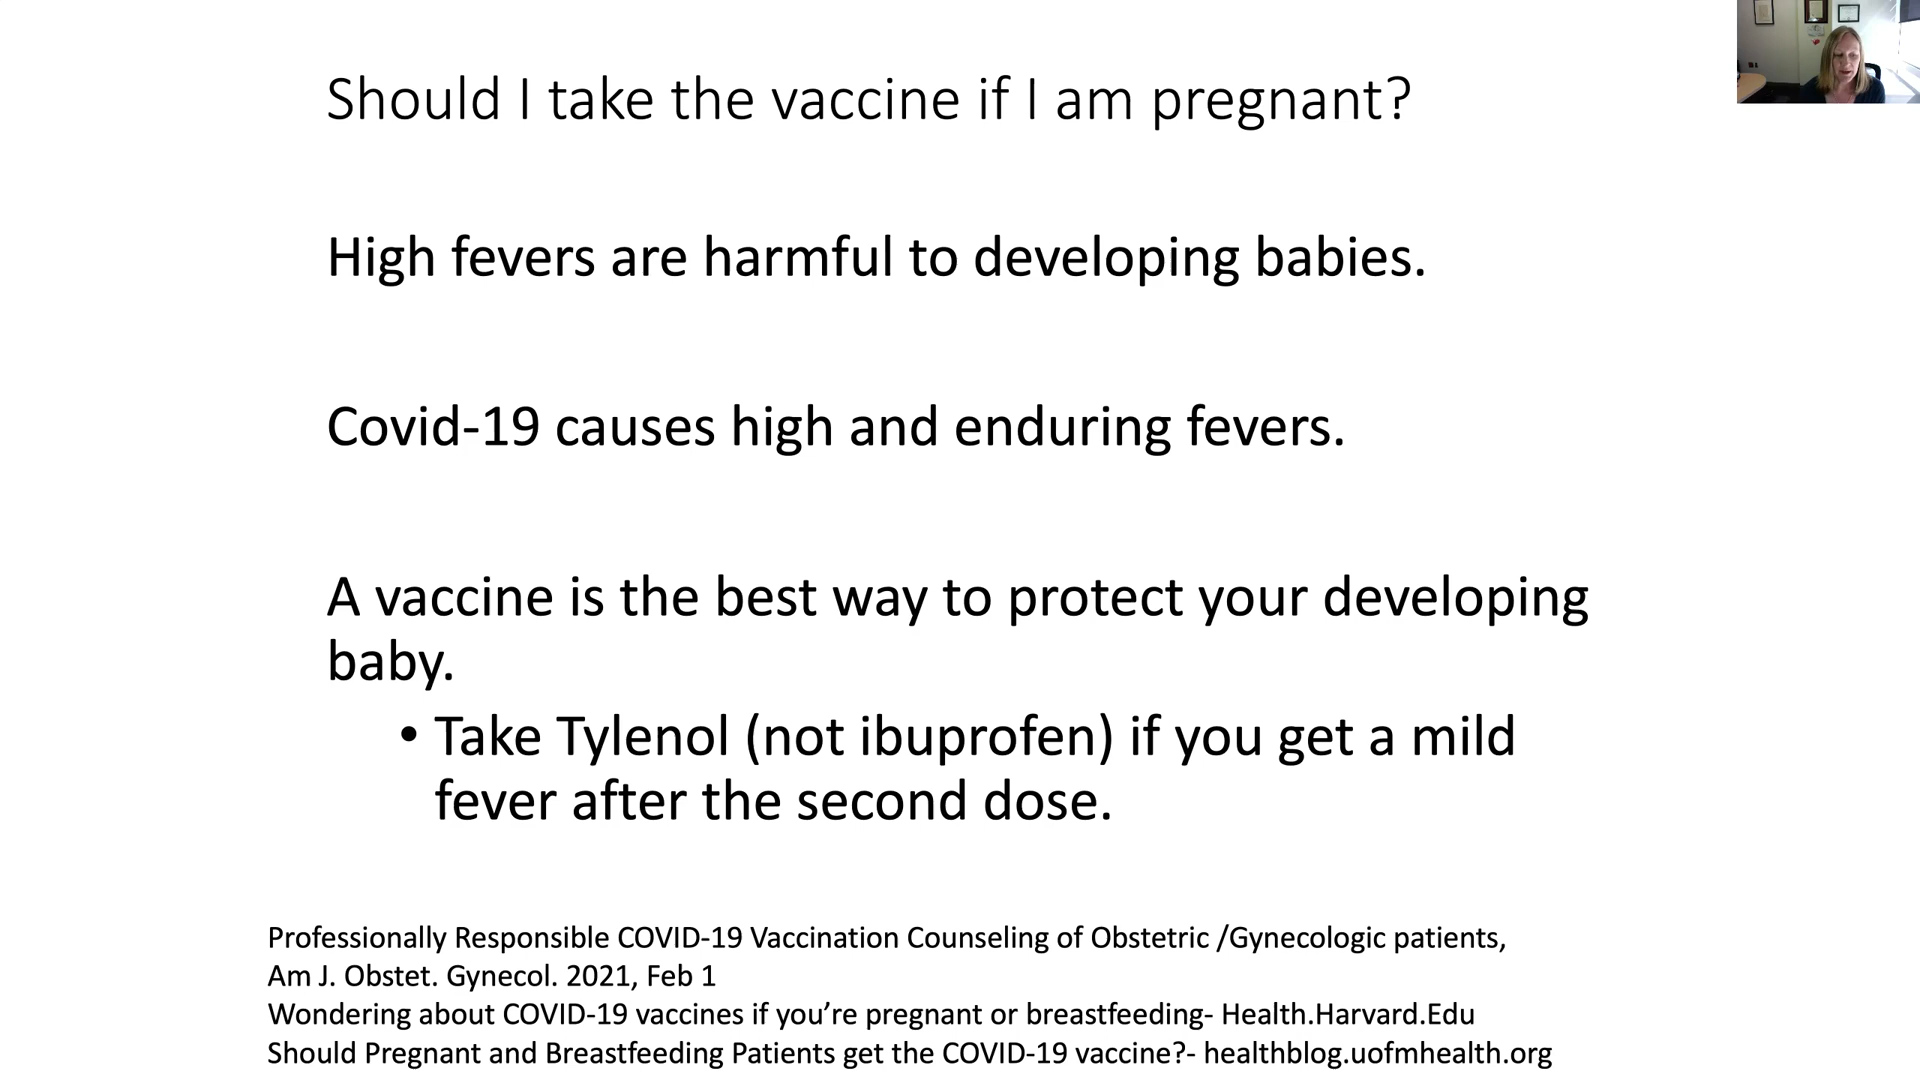 Should I take the vaccine if I am pregnant?
High fevers are harmful to developing babies.
Covid-19 causes high and enduring fevers.
A vaccine is the best way to protect your developing
baby.
• Take Tylenol (not ibuprofen) if you get a mild
fever after the second dose.
Professionally Responsible COVID-19 Vaccination Counseling of Obstetric /Gynecologic patients,
Am J. Obstet. Gynecol. 2021, Feb 1
Wondering about COVID-19 vaccines if you’re pregnant or breastfeeding- Health.Harvard.Edu
Should Pregnant and Breastfeeding Patients get the COVID-19 vaccine?- healthblog.uofmhealth.org